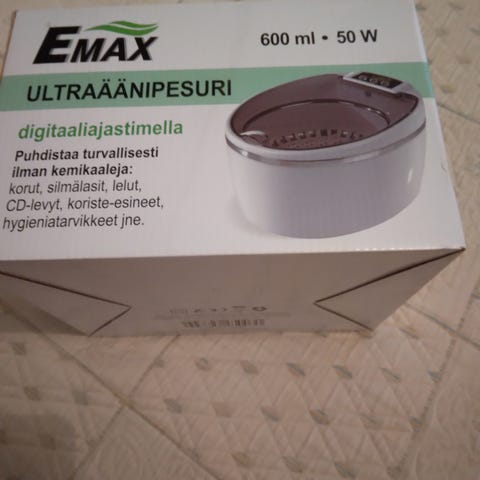 EMAX
600 ml • 50 W
ULTRAÄÄNIPESURI
digitaaliajastimella
Puhdistaa turvallisesti
ilman kemikaaleja:
korut, silmälasit, lelut,
CD-levyt, koriste-esineet,
hygieniatarvikkeet jne.